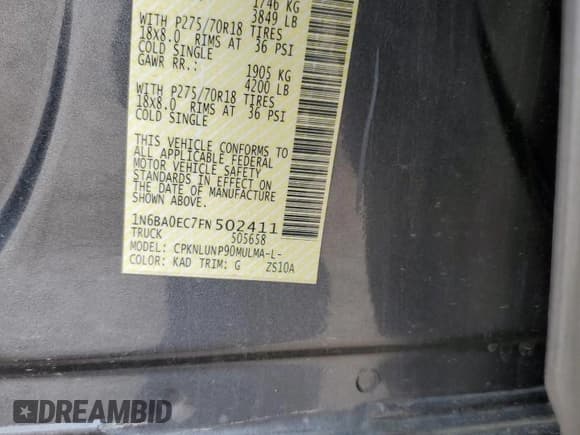 1746 KG
3849 LB
WITH P275/70R18 TIRES
18X8.0 RIMS AT 36 PSI
COLD SINGLE
GAWR RR.: 1905 KG
4200 LB
WITH P275/70R18 TIRES
18X8.0 RIMS AT 36 PSI
COLD SINGLE
THIS VEHICLE CONFORMS TO
ALL APPLICABLE FEDERAL
MOTOR VEHICLE SAFETY
STANDARDS IN EFFECT ON
THE DATE OF MANUFACTURE
SHOWN ABOVE.
1N6BA0EC7FN502411
TRUCK 505658
MODEL: CPKNLUNP90MULMA-L-
COLOR: KAD TRIM: G ZS10A
DREAMBID